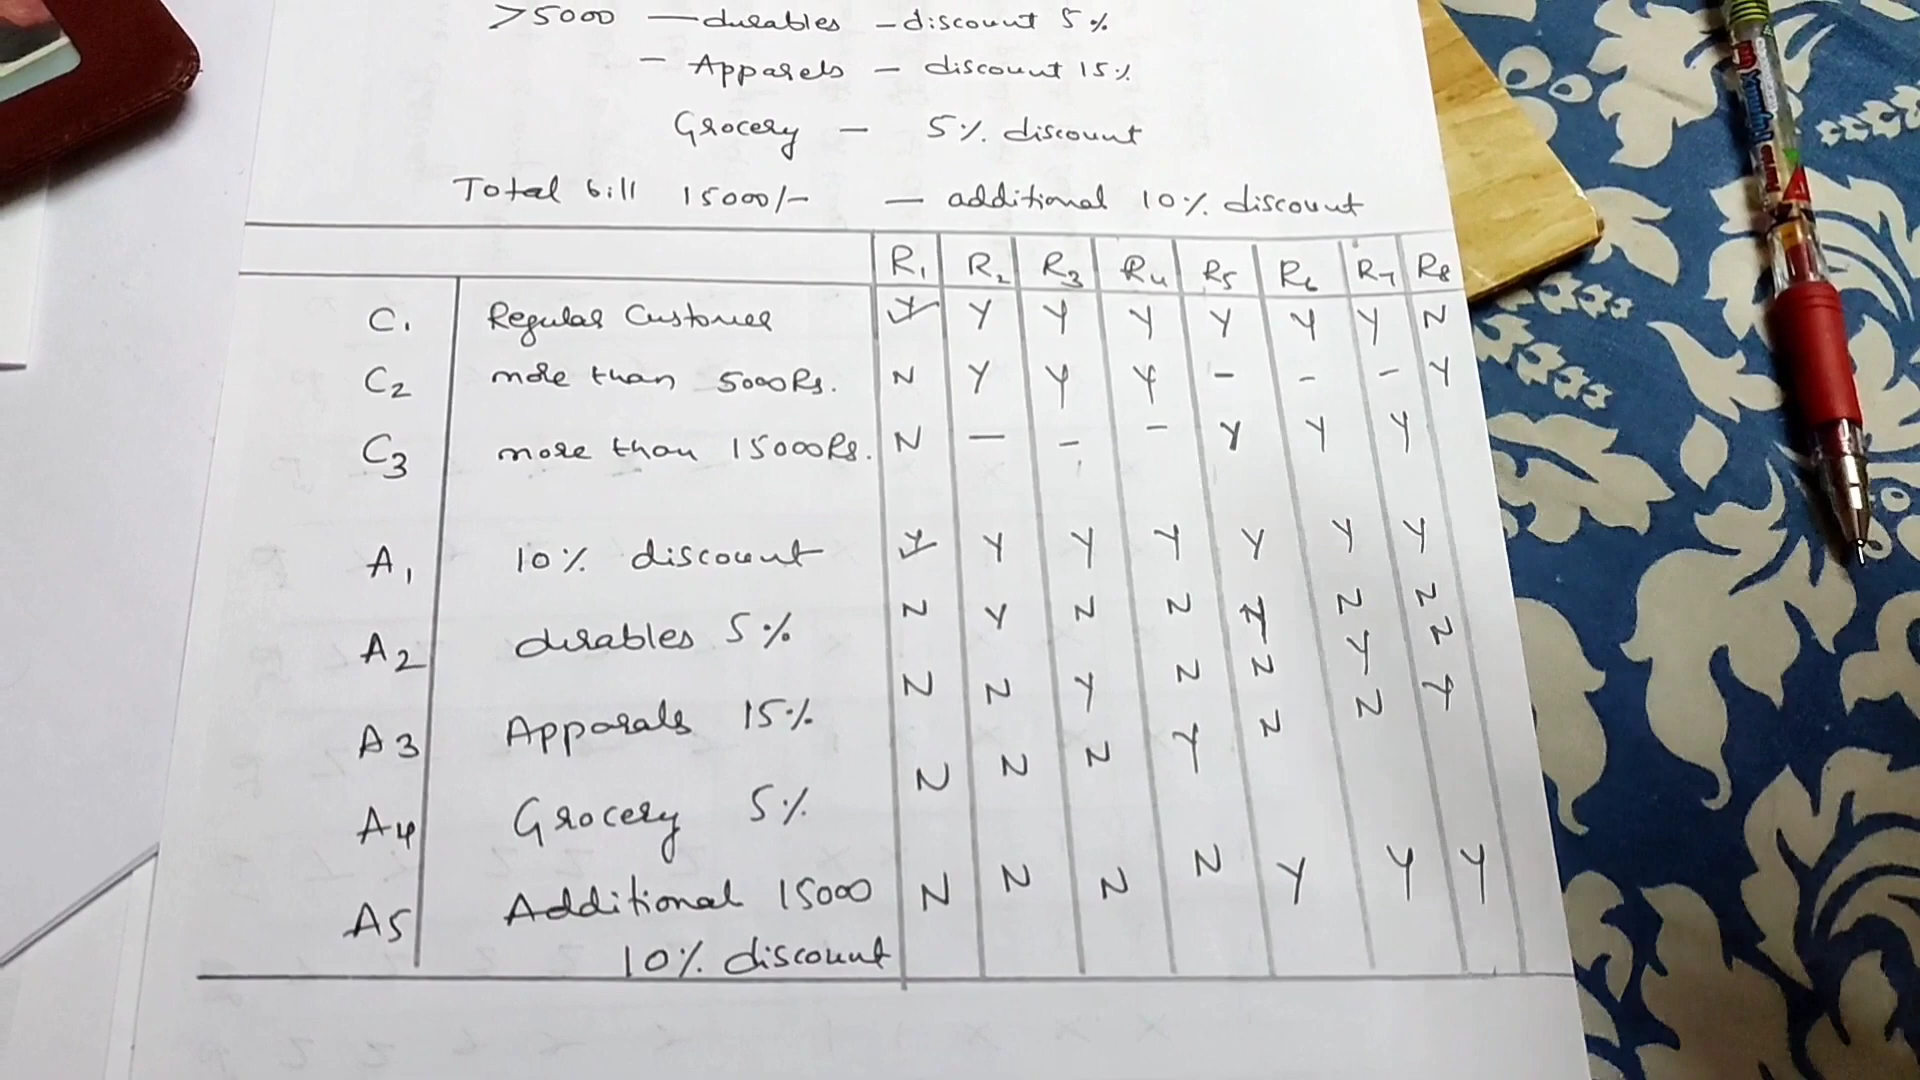 >5000 — durables - discount 5%
- Apparels - discount 15%
Grocery - 5% discount
Total bill 15000/- - additional 10% discount
R1 R2 R3 R4 R5 R6 R7 R8
C1 Regular Customer Y Y Y Y Y Y Y N
C2 more than 5000Rs. N Y Y Y - - - Y
C3 more than 15000Rs. N - - - Y Y Y
A1 10% discount Y Y Y Y Y Y Y
A2 durables 5% N Y N N Y N N
A3 Apparals 15% N N Y N N Y N
A4 Grocery 5% N N N Y N N Y
A5 Additional 15000 N N N N Y Y Y
10% discount